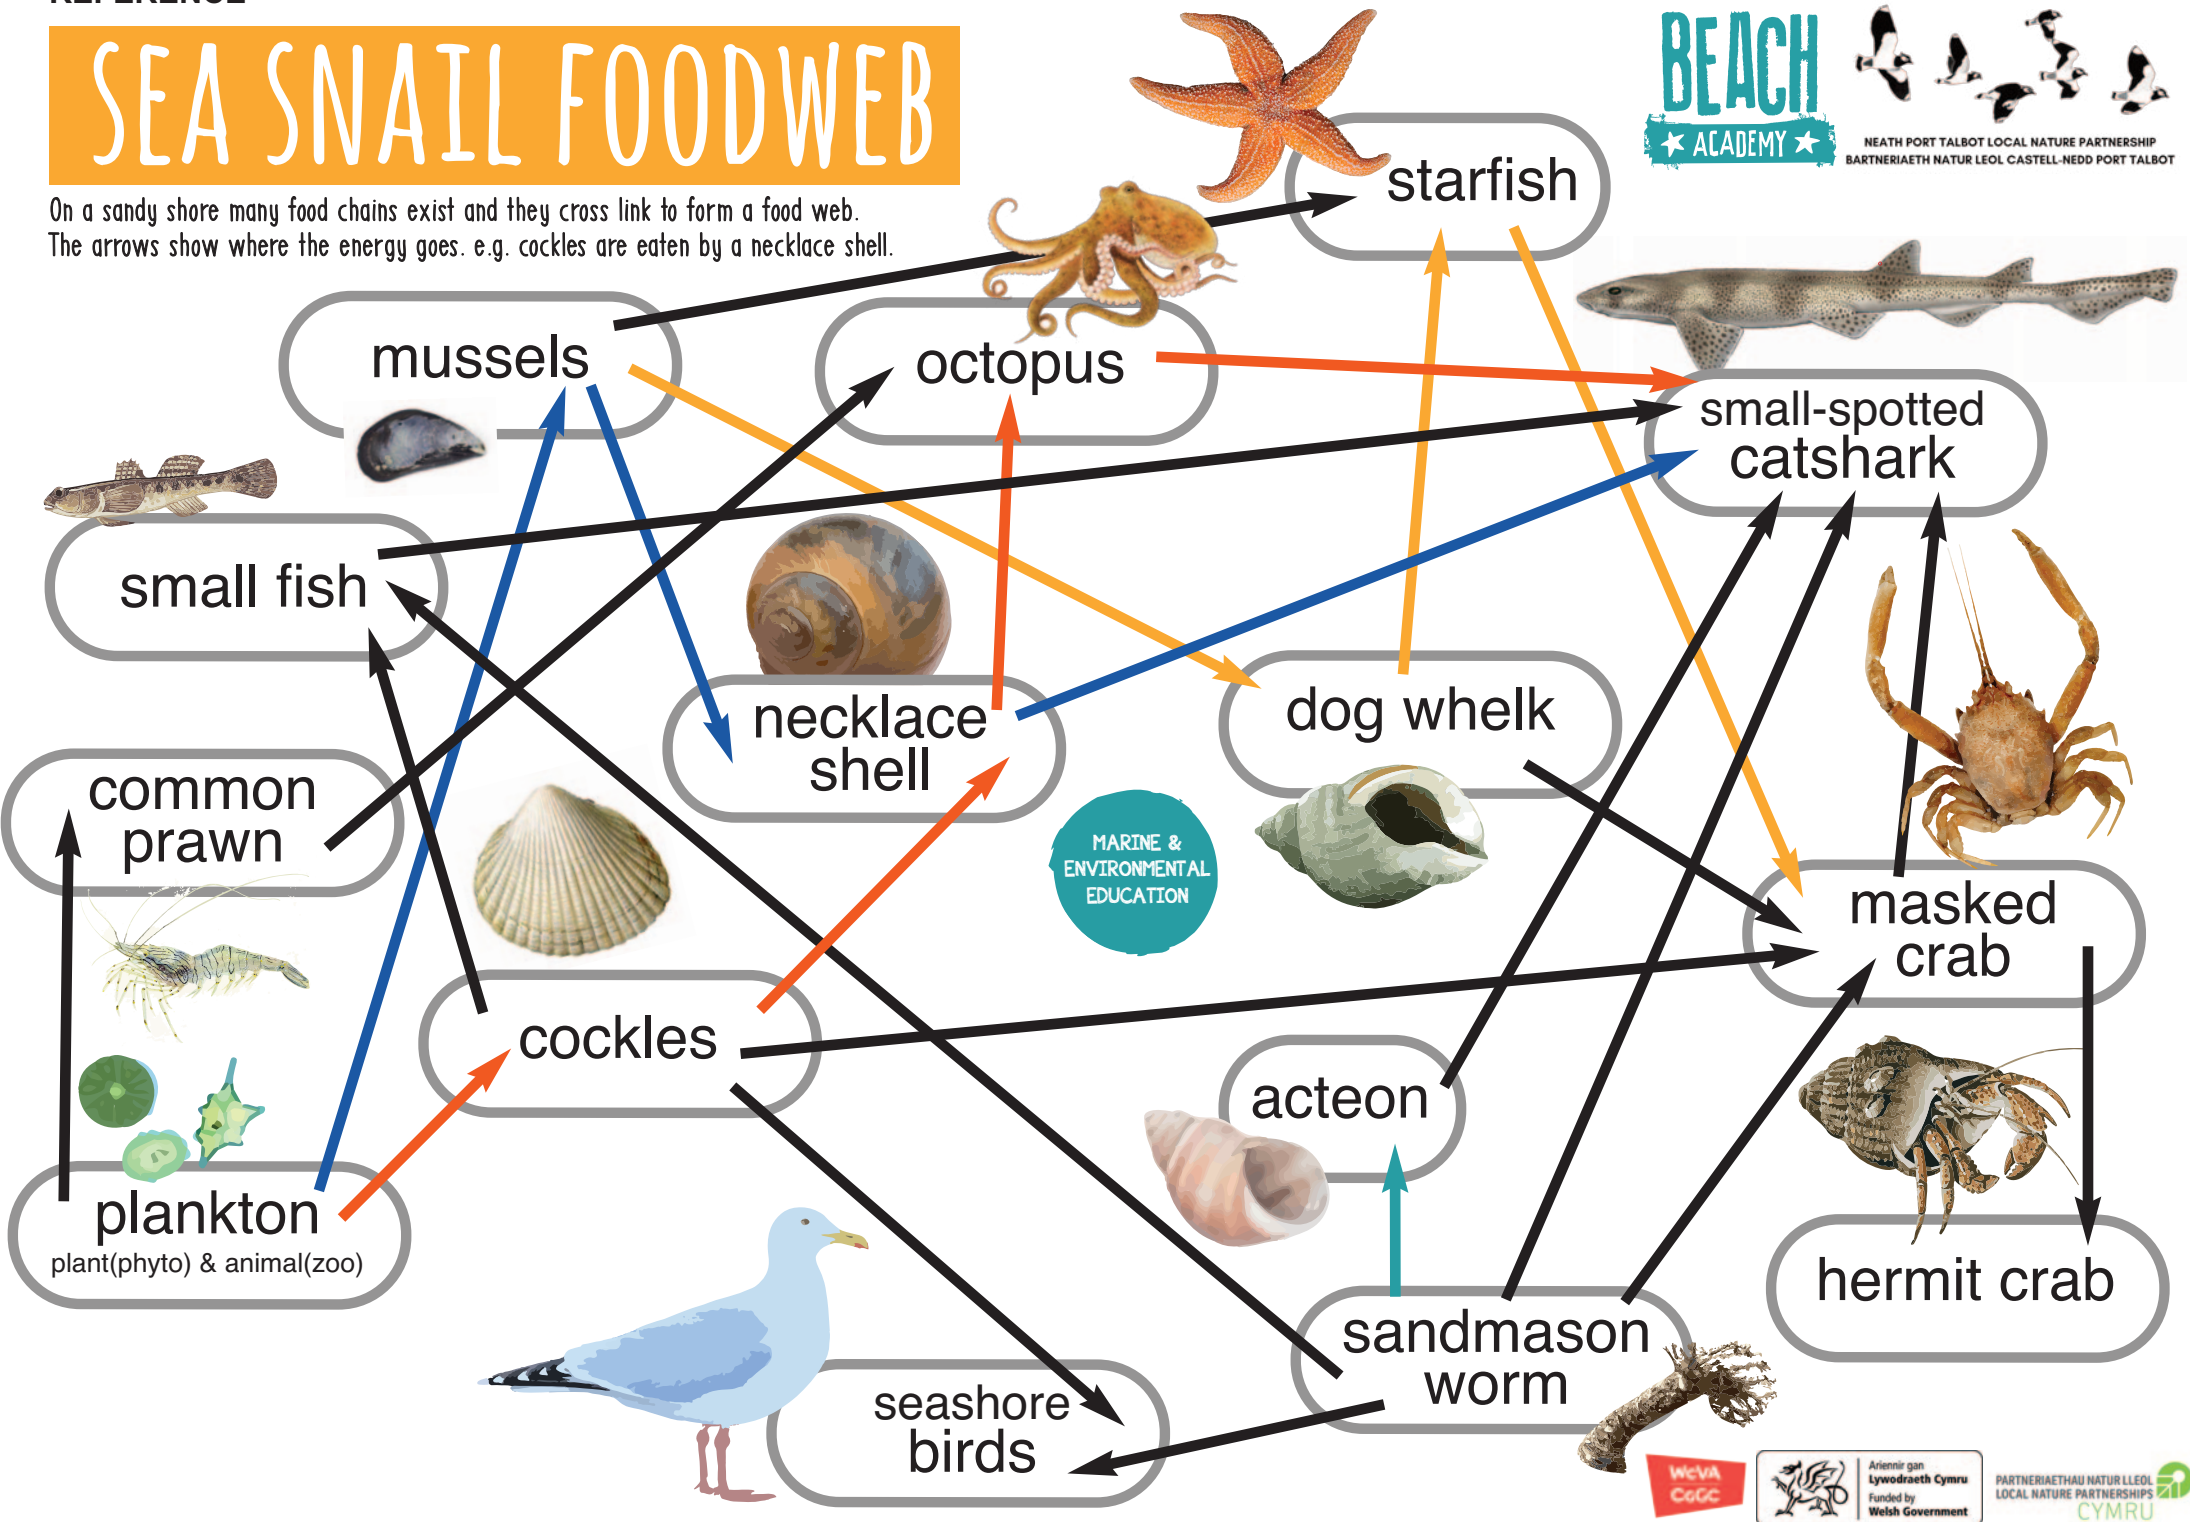 REFERENCE
SEA SNAIL FOODWEB
On a sandy shore many food chains exist and they cross link to form a food web.
The arrows show where the energy goes. e.g. cockles are eaten by a necklace shell.
BEACH
ACADEMY
NEATH PORT TALBOT LOCAL NATURE PARTNERSHIP
BARTNERIAETH NATUR LEOL CASTELL-NEDD PORT TALBOT
starfish
mussels
octopus
small-spotted
catshark
small fish
necklace
shell
dog whelk
common
prawn
MARINE &
ENVIRONMENTAL
EDUCATION
masked
crab
cockles
acteon
plankton
plant(phyto) & animal(zoo)
hermit crab
sandmason
worm
seashore
birds
WCVA
CGGC
Ariennir gan
Lywodraeth Cymru
Funded by
Welsh Government
PARTNERIAETHAU NATUR LLEOL
LOCAL NATURE PARTNERSHIPS
CYMRU